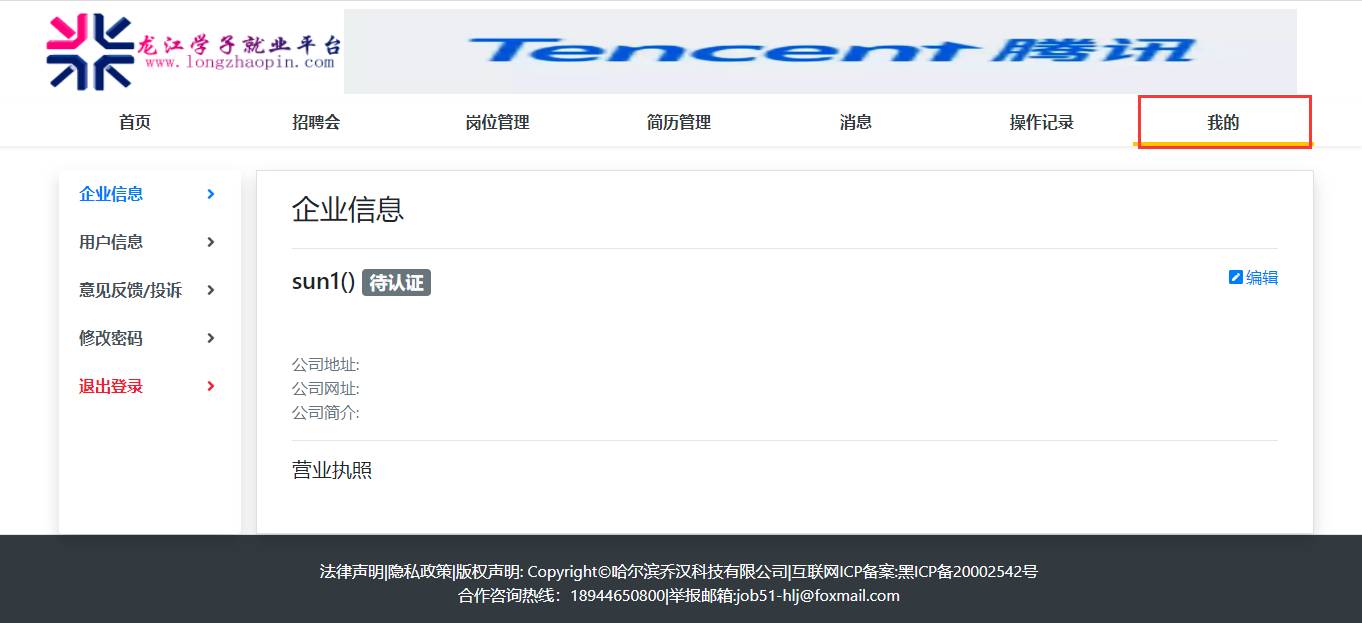 龙江学子就业平台
www.longzhaopin.com
Tencent 腾讯
首页 招聘会 岗位管理 简历管理 消息 操作记录 我的
企业信息
用户信息
意见反馈/投诉
修改密码
退出登录
企业信息
sun1() 待认证 编辑
公司地址:
公司网址:
公司简介:
营业执照
法律声明|隐私政策|版权声明: Copyright©哈尔滨乔汉科技有限公司|互联网ICP备案:黑ICP备20002542号
合作咨询热线：18944650800|举报邮箱:job51-hlj@foxmail.com